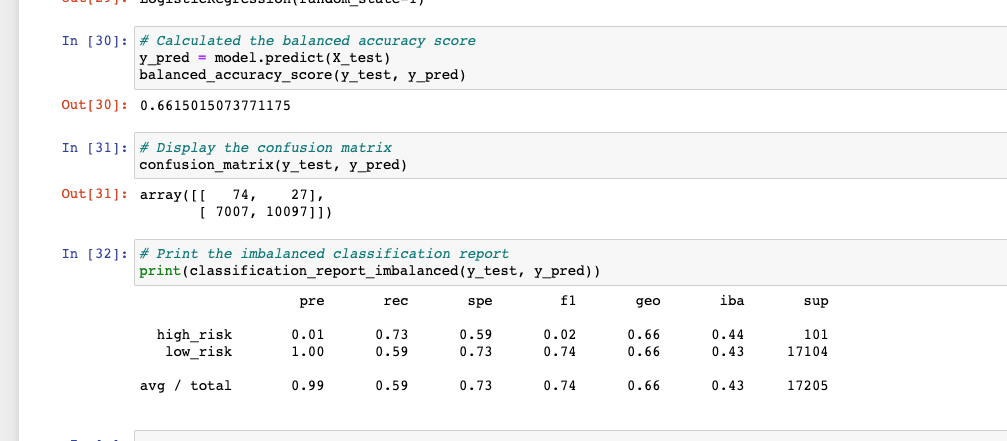 Out[29]: LogisticRegression(random_state=1)
In [30]: # Calculated the balanced accuracy score
y_pred = model.predict(X_test)
balanced_accuracy_score(y_test, y_pred)
Out[30]: 0.6615015073771175
In [31]: # Display the confusion matrix
confusion_matrix(y_test, y_pred)
Out[31]: array([[   74,    27],
       [ 7007, 10097]])
In [32]: # Print the imbalanced classification report
print(classification_report_imbalanced(y_test, y_pred))
pre rec spe f1 geo iba sup
high_risk 0.01 0.73 0.59 0.02 0.66 0.44 101
low_risk 1.00 0.59 0.73 0.74 0.66 0.43 17104
avg / total 0.99 0.59 0.73 0.74 0.66 0.43 17205